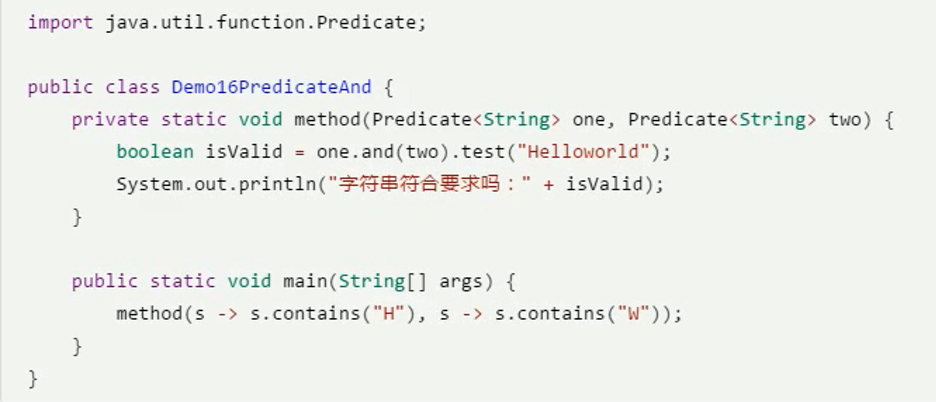 import java.util.function.Predicate;
public class Demo16PredicateAnd {
private static void method(Predicate<String> one, Predicate<String> two) {
boolean isValid = one.and(two).test("Helloworld");
System.out.println("字符串符合要求吗：" + isValid);
}
public static void main(String[] args) {
method(s -> s.contains("H"), s -> s.contains("W"));
}
}